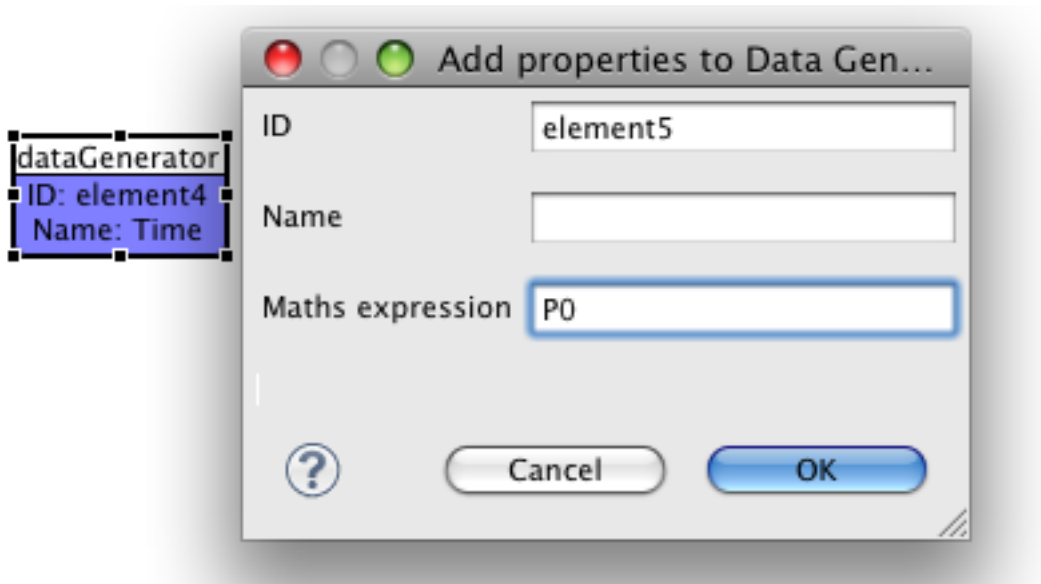 Add properties to Data Gen...
dataGenerator
ID: element4
Name: Time
ID
element5
Name
Maths expression
P0
?
Cancel
OK